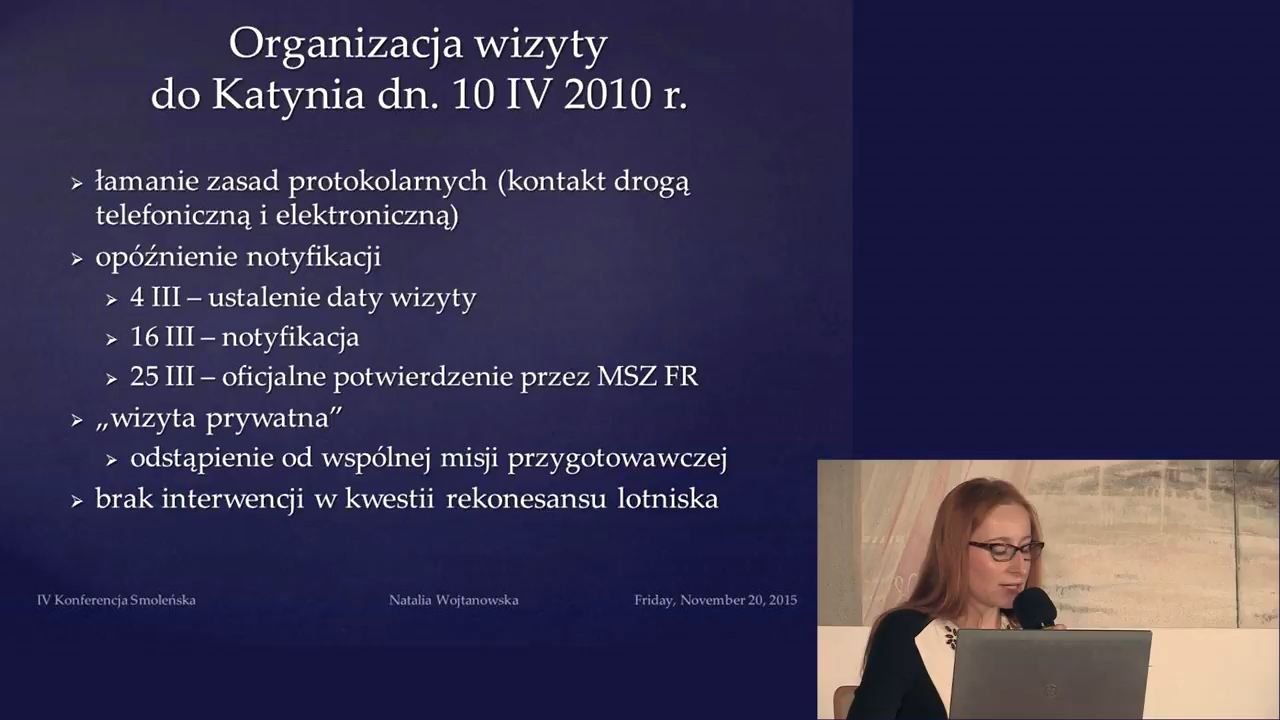 Organizacja wizyty
do Katynia dn. 10 IV 2010 r.
łamanie zasad protokolarnych (kontakt drogą
telefoniczną i elektroniczną)
opóźnienie notyfikacji
4 III – ustalenie daty wizyty
16 III – notyfikacja
25 III – oficjalne potwierdzenie przez MSZ FR
„wizyta prywatna”
odstąpienie od wspólnej misji przygotowawczej
brak interwencji w kwestii rekonesansu lotniska
IV Konferencja Smoleńska
Natalia Wojtanowska
Friday, November 20, 2015